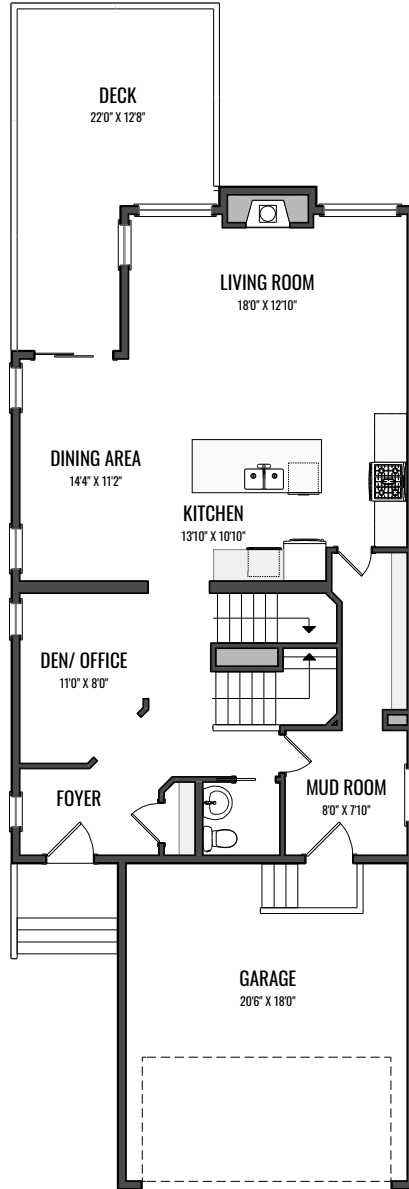 DECK
22'0" X 12'8"
LIVING ROOM
18'0" X 12'10"
DINING AREA
14'4" X 11'2"
KITCHEN
13'10" X 10'10"
DEN/ OFFICE
11'0" X 8'0"
FOYER
MUD ROOM
8'0" X 7'10"
GARAGE
20'6" X 18'0"